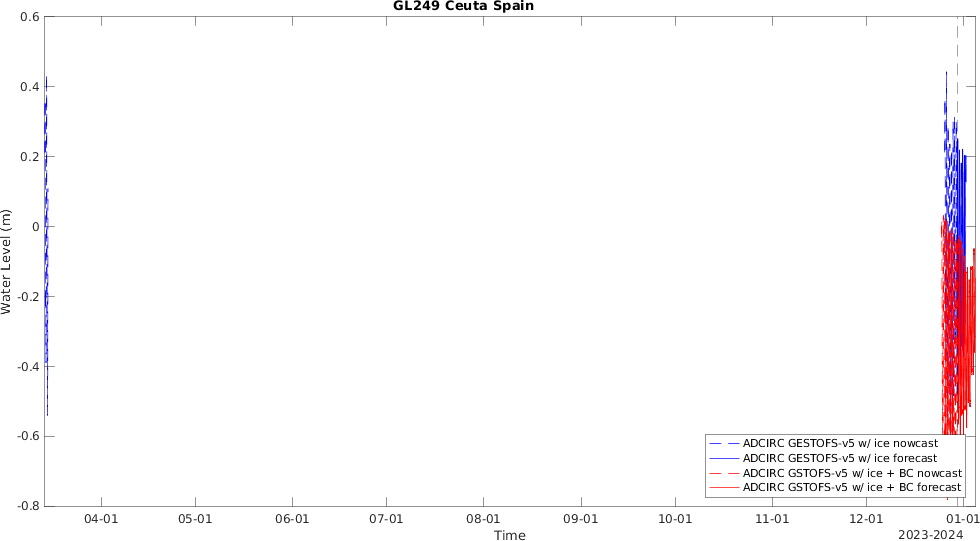 GL249 Ceuta Spain
0.6
0.4
0.2
0
-0.2
-0.4
-0.6
-0.8
Water Level (m)
ADCIRC GESTOFS-v5 w/ ice nowcast
ADCIRC GESTOFS-v5 w/ ice forecast
ADCIRC GSTOFS-v5 w/ ice + BC nowcast
ADCIRC GSTOFS-v5 w/ ice + BC forecast
04-01 05-01 06-01 07-01 08-01 09-01 10-01 11-01 12-01 01-01
Time
2023-2024